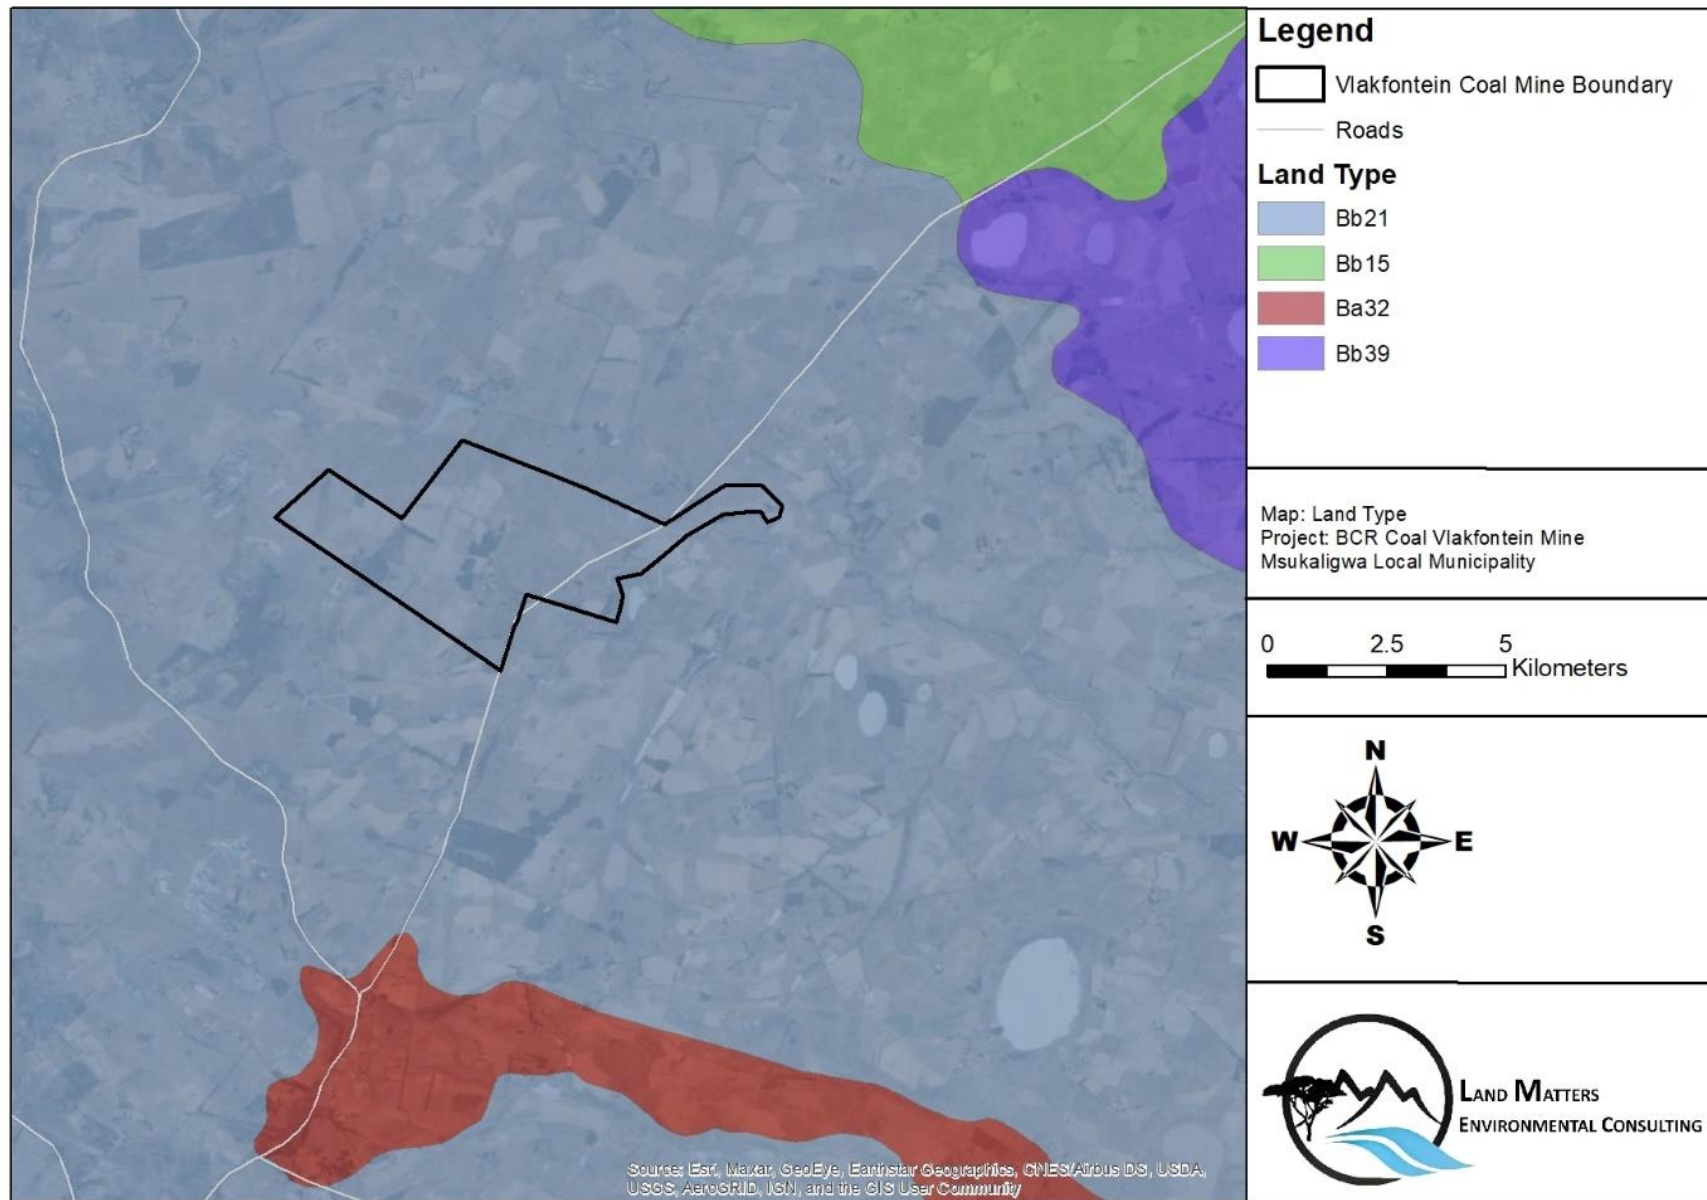 Legend
Vlakfontein Coal Mine Boundary
Roads
Land Type
Bb21
Bb15
Ba32
Bb39
Map: Land Type
Project: BCR Coal Vlakfontein Mine
Msukaligwa Local Municipality
0 2.5 5
Kilometers
N
W E
S
LAND MATTERS
ENVIRONMENTAL CONSULTING
Source: Esri, Maxar, GeoEye, Earthstar Geographics, CNES/Airbus DS, USDA,
USGS, AeroGRID, IGN, and the GIS User Community